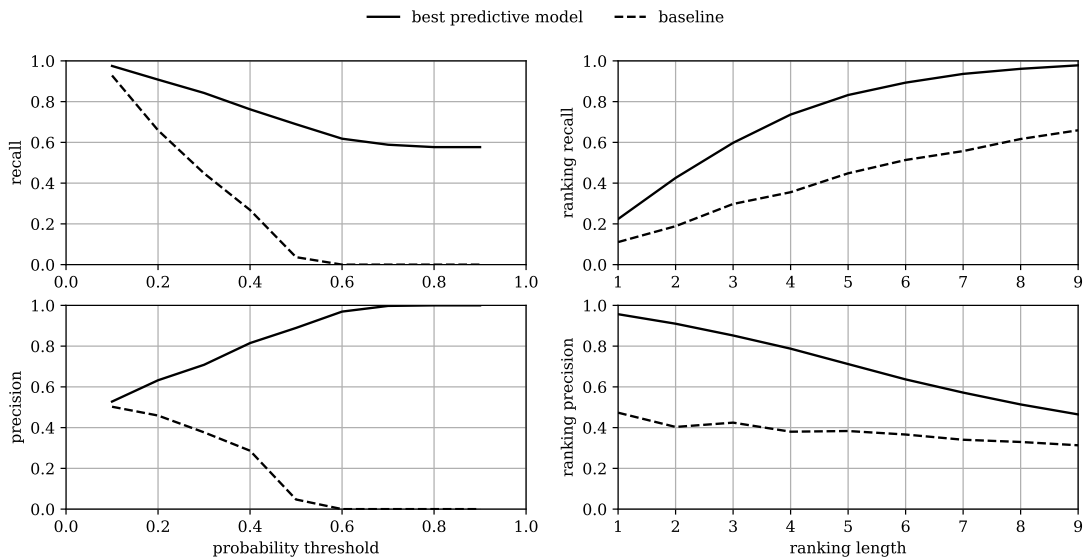 best predictive model baseline
recall
1.0
0.8
0.6
0.4
0.2
0.0
0.0 0.2 0.4 0.6 0.8 1.0
ranking recall
1.0
0.8
0.6
0.4
0.2
0.0
1 2 3 4 5 6 7 8 9
precision
1.0
0.8
0.6
0.4
0.2
0.0
0.0 0.2 0.4 0.6 0.8 1.0
probability threshold
ranking precision
1.0
0.8
0.6
0.4
0.2
0.0
1 2 3 4 5 6 7 8 9
ranking length